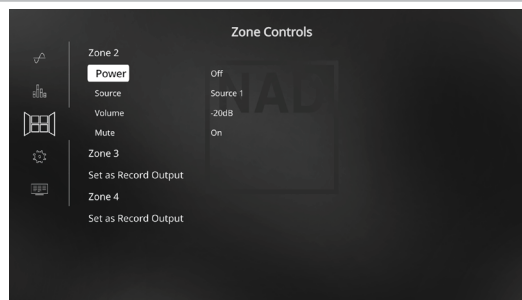 Zone Controls
Zone 2
Power Off
Source Source 1
Volume -20dB
Mute On
Zone 3
Set as Record Output
Zone 4
Set as Record Output
NAD